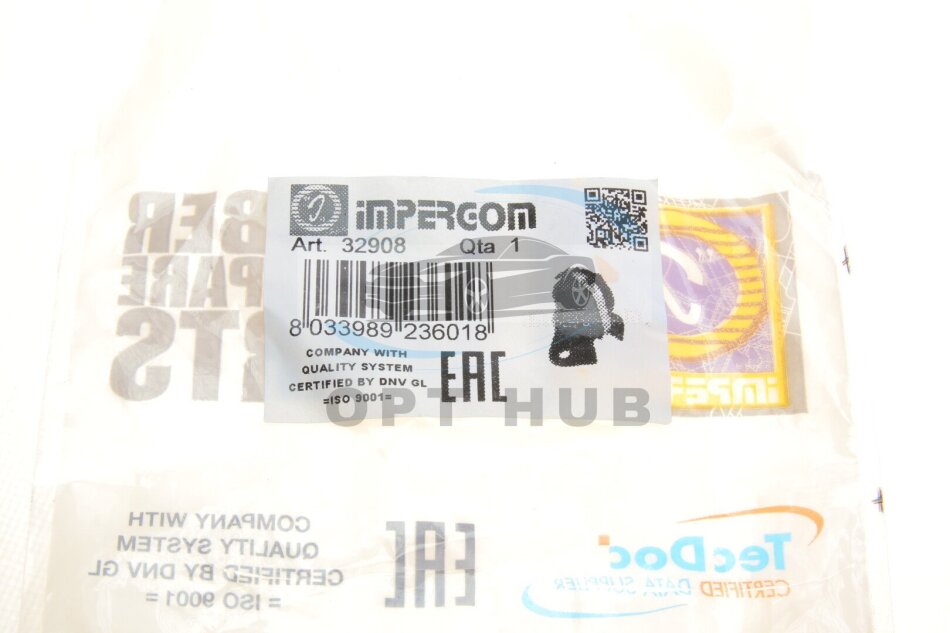 iMPERGOM
Art. 32908 Qta 1
8 033989 236018
COMPANY WITH
QUALITY SYSTEM
CERTIFIED BY DNV GL
=ISO 9001=
EAC
OPT HUB
BER
PARE
RTS
iMPER
COMPANY WITH
QUALITY SYSTEM
CERTIFIED BY DNV GL
= ISO 9001 =
EAC
TecDoc
CERTIFIED
DATA SUPPLIER